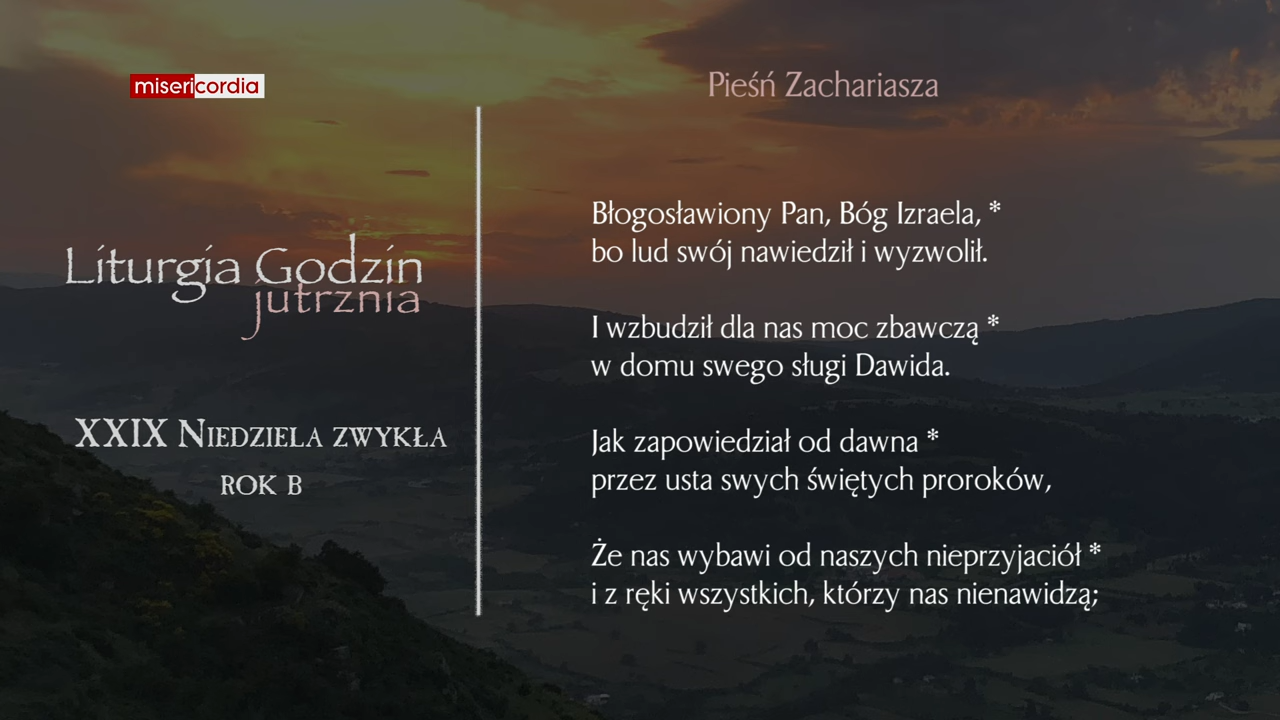 misericordia
Liturgia Godzin
jutrznia
XXIX Niedziela zwykła
rok B
Pieśń Zachariasza
Błogosławiony Pan, Bóg Izraela, *
bo lud swój nawiedził i wyzwolił.
I wzbudził dla nas moc zbawczą *
w domu swego sługi Dawida.
Jak zapowiedział od dawna *
przez usta swych świętych proroków,
Że nas wybawi od naszych nieprzyjaciół *
i z ręki wszystkich, którzy nas nienawidzą;